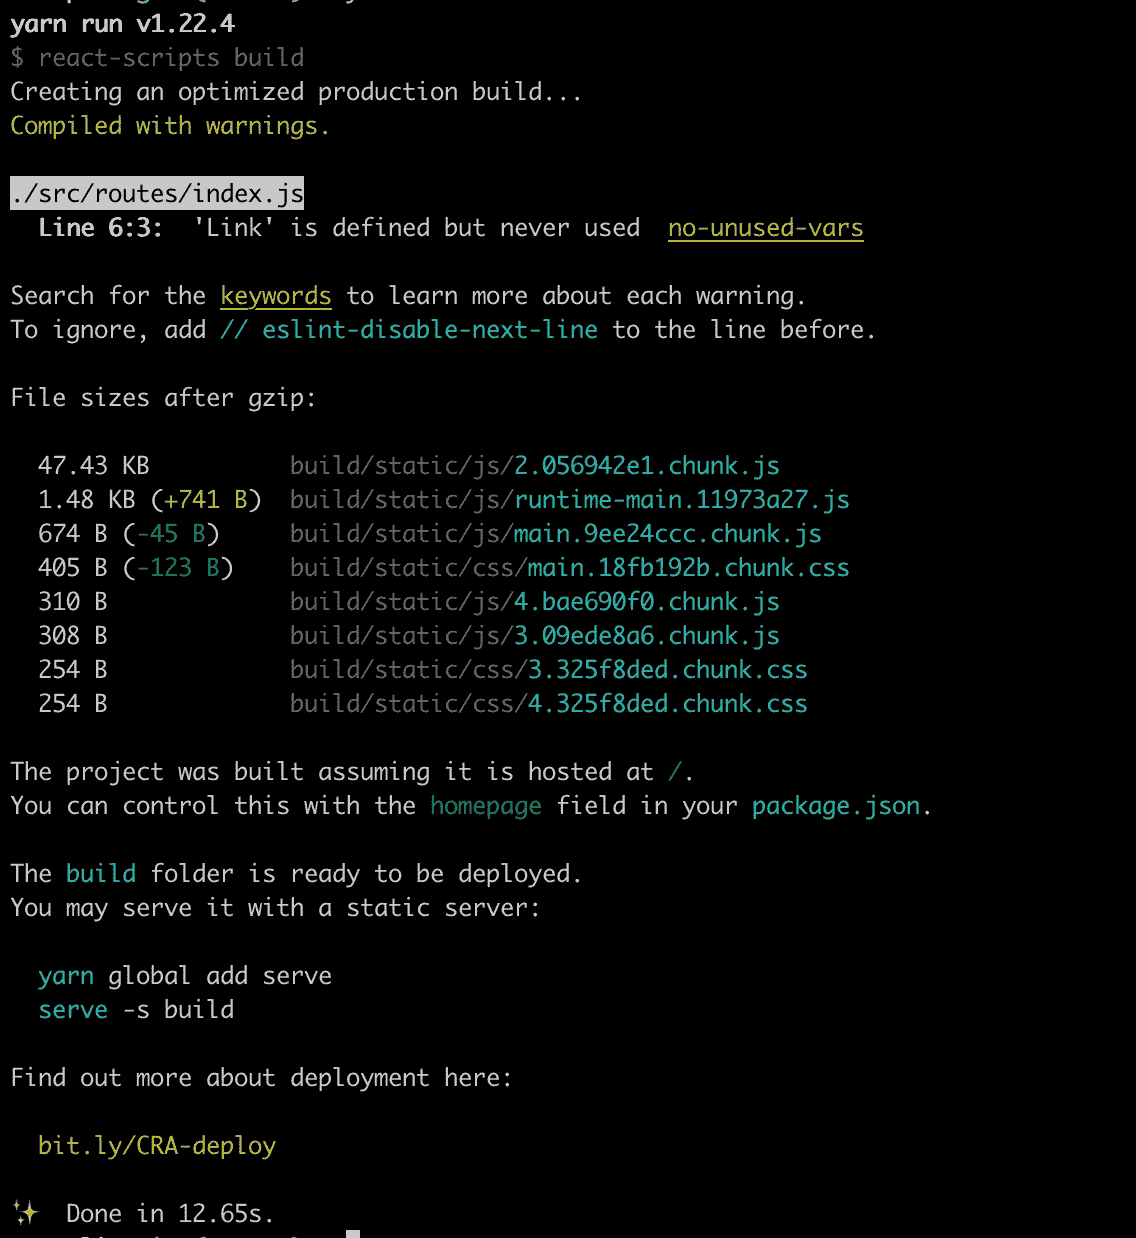 yarn run v1.22.4
$ react-scripts build
Creating an optimized production build...
Compiled with warnings.
./src/routes/index.js
Line 6:3: 'Link' is defined but never used no-unused-vars
Search for the keywords to learn more about each warning.
To ignore, add // eslint-disable-next-line to the line before.
File sizes after gzip:
47.43 KB build/static/js/2.056942e1.chunk.js
1.48 KB (+741 B) build/static/js/runtime-main.11973a27.js
674 B (-45 B) build/static/js/main.9ee24ccc.chunk.js
405 B (-123 B) build/static/css/main.18fb192b.chunk.css
310 B build/static/js/4.bae690f0.chunk.js
308 B build/static/js/3.09ede8a6.chunk.js
254 B build/static/css/3.325f8ded.chunk.css
254 B build/static/css/4.325f8ded.chunk.css
The project was built assuming it is hosted at /.
You can control this with the homepage field in your package.json.
The build folder is ready to be deployed.
You may serve it with a static server:
yarn global add serve
serve -s build
Find out more about deployment here:
bit.ly/CRA-deploy
✨ Done in 12.65s.